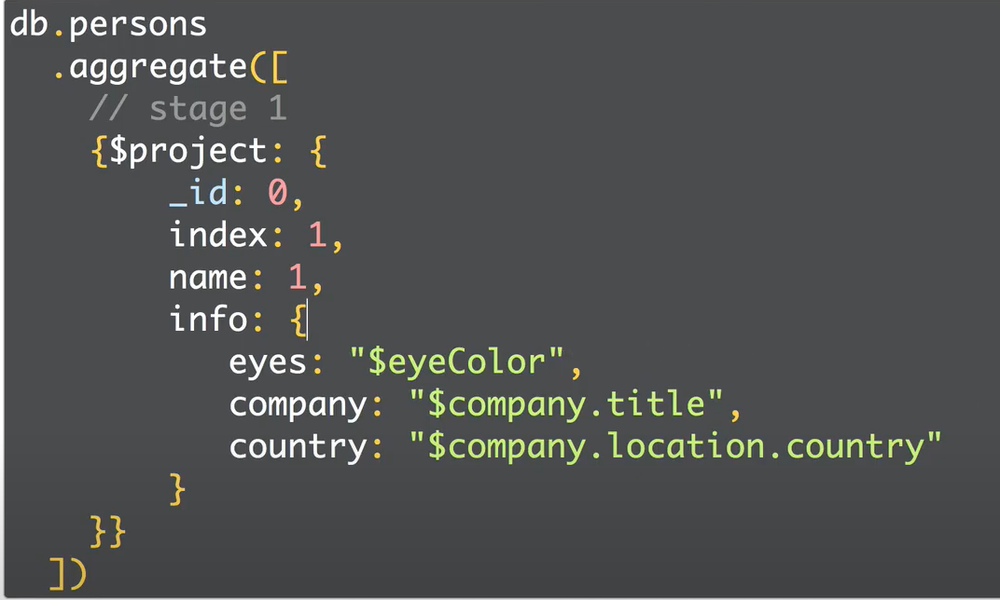 db.persons
.aggregate([
// stage 1
{$project: {
_id: 0,
index: 1,
name: 1,
info: {
eyes: "$eyeColor",
company: "$company.title",
country: "$company.location.country"
}
}}
])